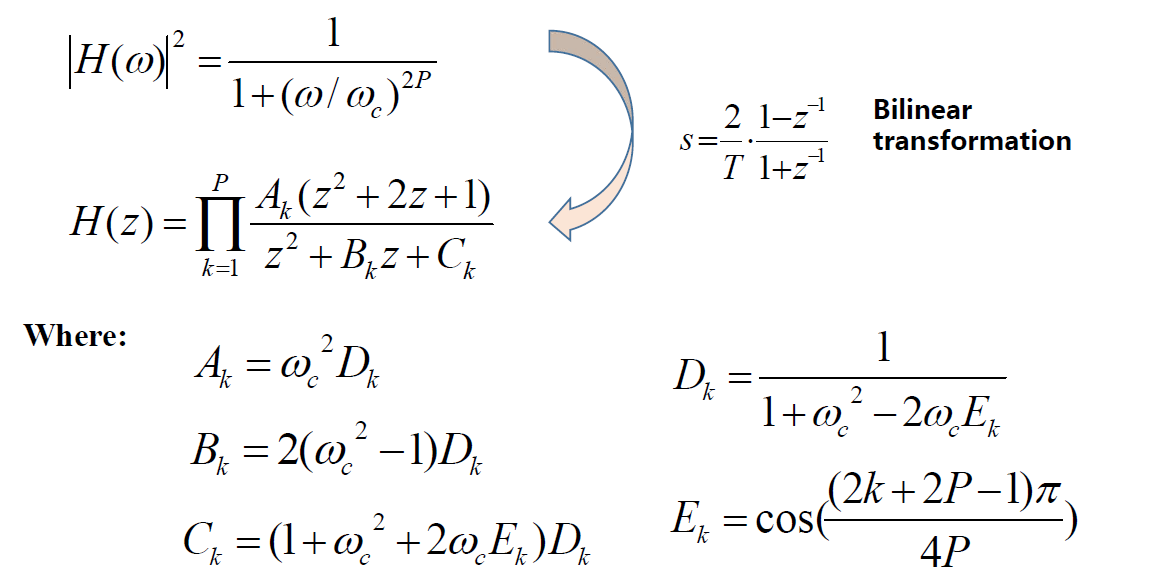 |H(ω)|² = 1 / (1+(ω/ω_c)^{2P})
s = 2/T · (1−z^{-1})/(1+z^{-1})
Bilinear
transformation
H(z) = ∏_{k=1}^{P} A_k(z² + 2z + 1) / (z² + B_k z + C_k)
Where:
A_k = ω_c² D_k
B_k = 2(ω_c² −1)D_k
C_k = (1+ω_c² + 2ω_c E_k)D_k
D_k = 1 / (1+ω_c² − 2ω_c E_k)
E_k = cos((2k+2P−1)π / 4P)